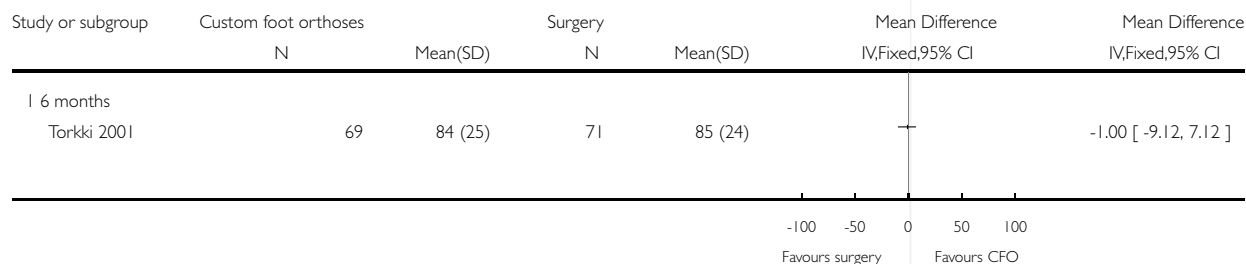 Study or subgroup Custom foot orthoses Surgery Mean Difference Mean Difference
N Mean(SD) N Mean(SD) IV,Fixed,95% CI IV,Fixed,95% CI
1 6 months
Torkki 2001 69 84 (25) 71 85 (24) -1.00 [ -9.12, 7.12 ]
-100 -50 0 50 100
Favours surgery Favours CFO